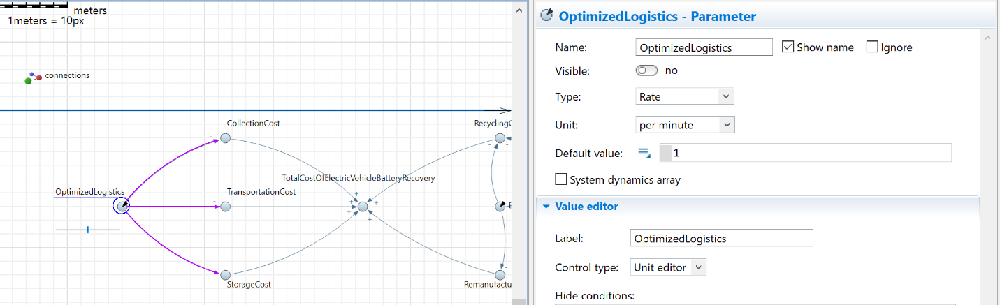 meters
1meters = 10px
connections
CollectionCost
RecyclingC
TotalCostOfElectricVehicleBatteryRecovery
OptimizedLogistics
TransportationCost
StorageCost
Remanufactu
OptimizedLogistics - Parameter
Name: OptimizedLogistics Show name Ignore
Visible: no
Type: Rate
Unit: per minute
Default value: 1
System dynamics array
Value editor
Label: OptimizedLogistics
Control type: Unit editor
Hide conditions: